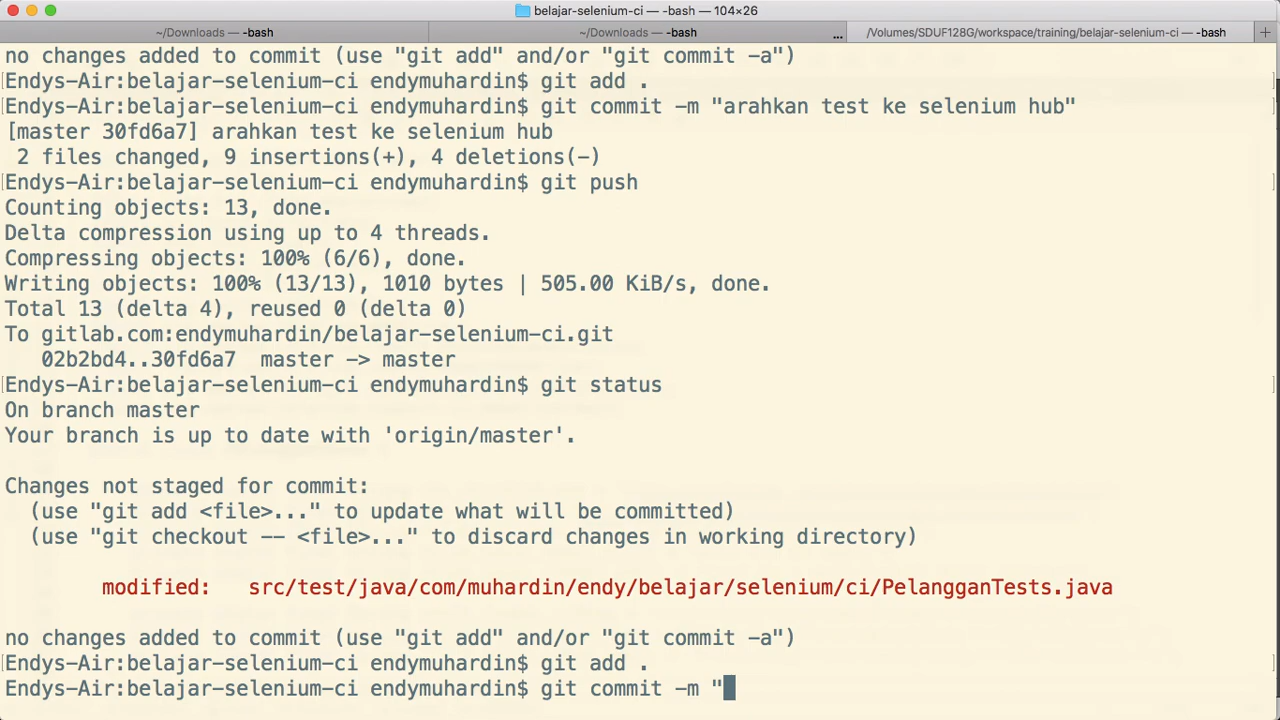 belajar-selenium-ci — -bash — 104×26
~/Downloads — -bash
~/Downloads — -bash
...
/Volumes/SDUF128G/workspace/training/belajar-selenium-ci — -bash
+
no changes added to commit (use "git add" and/or "git commit -a")
Endys-Air:belajar-selenium-ci endymuhardin$ git add .
Endys-Air:belajar-selenium-ci endymuhardin$ git commit -m "arahkan test ke selenium hub"
[master 30fd6a7] arahkan test ke selenium hub
 2 files changed, 9 insertions(+), 4 deletions(-)
Endys-Air:belajar-selenium-ci endymuhardin$ git push
Counting objects: 13, done.
Delta compression using up to 4 threads.
Compressing objects: 100% (6/6), done.
Writing objects: 100% (13/13), 1010 bytes | 505.00 KiB/s, done.
Total 13 (delta 4), reused 0 (delta 0)
To gitlab.com:endymuhardin/belajar-selenium-ci.git
   02b2bd4..30fd6a7  master -> master
Endys-Air:belajar-selenium-ci endymuhardin$ git status
On branch master
Your branch is up to date with 'origin/master'.
Changes not staged for commit:
  (use "git add <file>..." to update what will be committed)
  (use "git checkout -- <file>..." to discard changes in working directory)
        modified:   src/test/java/com/muhardin/endy/belajar/selenium/ci/PelangganTests.java
no changes added to commit (use "git add" and/or "git commit -a")
Endys-Air:belajar-selenium-ci endymuhardin$ git add .
Endys-Air:belajar-selenium-ci endymuhardin$ git commit -m "